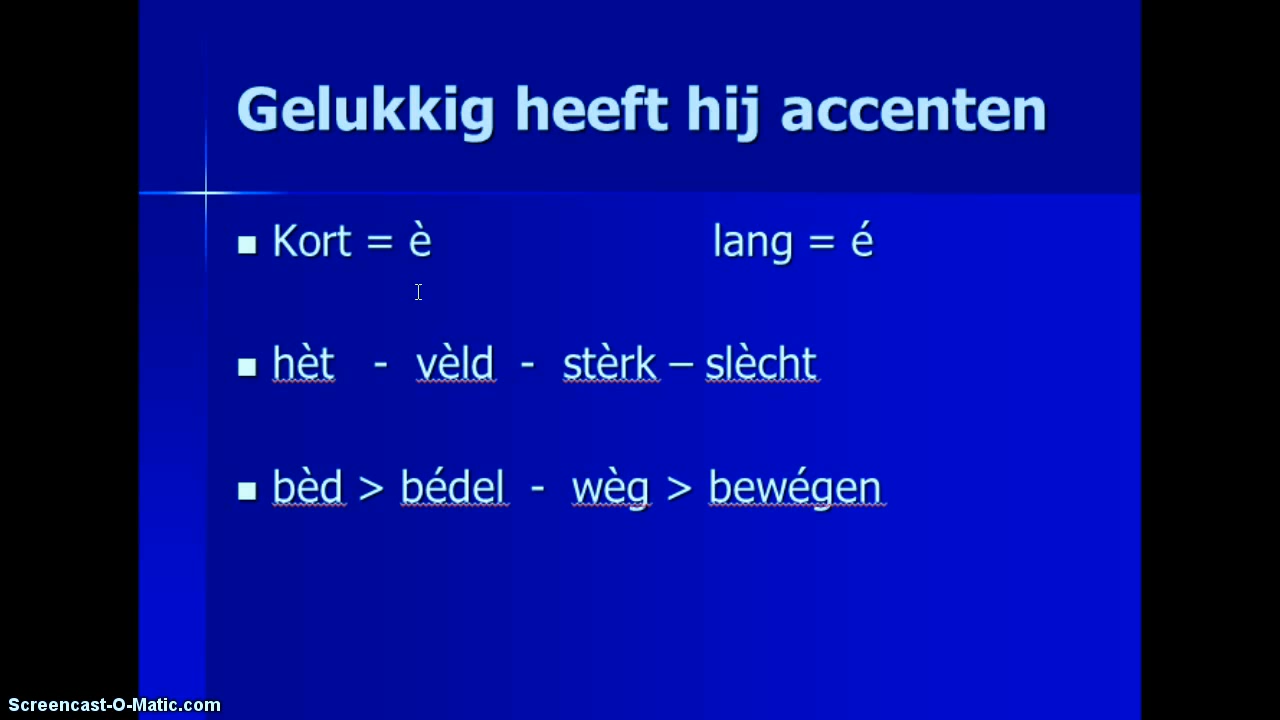 Gelukkig heeft hij accenten
Kort = è lang = é
hèt - vèld - stèrk – slècht
bèd > bédel - wèg > bewégen
Screencast-O-Matic.com